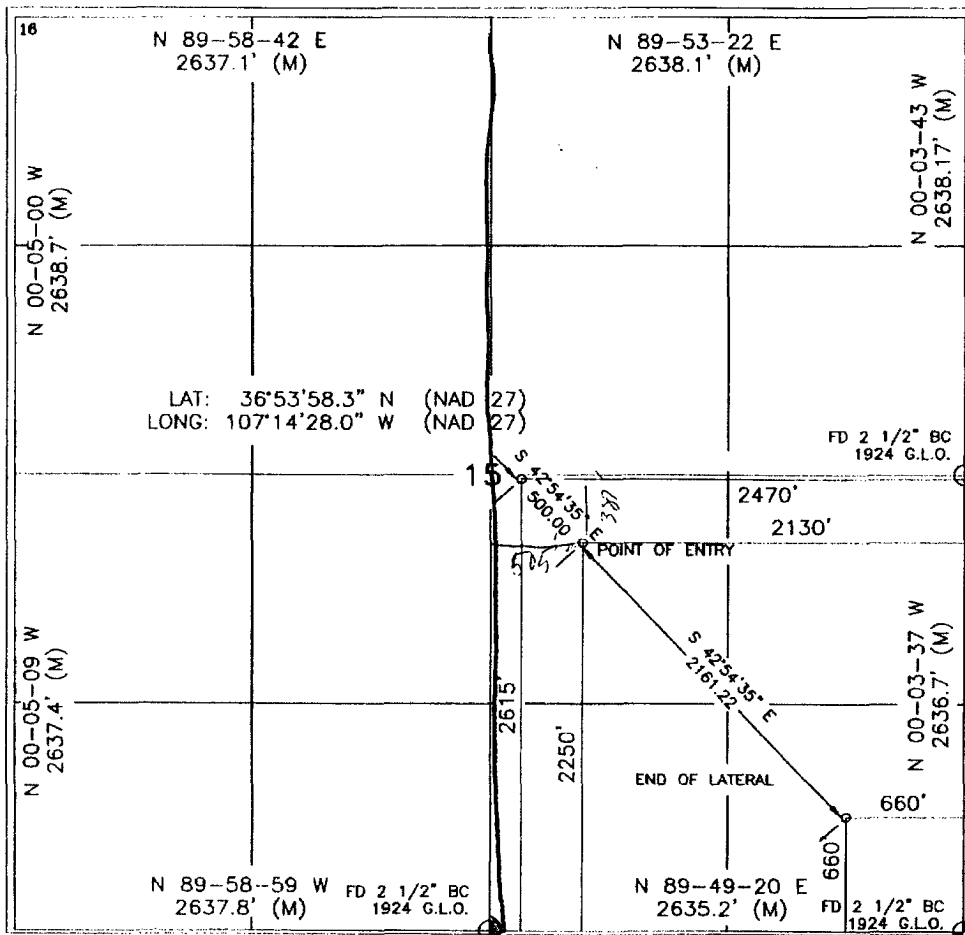 16
N 89-58-42 E
2637.1' (M)
N 89-53-22 E
2638.1' (M)
N 00-05-00 W
2638.7' (M)
N 00-03-43 W
2638.17' (M)
LAT: 36°53'58.3" N (NAD 27)
LONG: 107°14'28.0" W (NAD 27)
FD 2 1/2" BC
1924 G.L.O.
15
S 42°54'35" E
500.00
2470'
387'
2130'
505'
POINT OF ENTRY
N 00-05-09 W
2637.4' (M)
2615'
2250'
S 42°54'35" E
2161.22
N 00-03-37 W
2636.7' (M)
END OF LATERAL
660'
660'
N 89-58-59 W
2637.8' (M)
FD 2 1/2" BC
1924 G.L.O.
N 89-49-20 E
2635.2' (M)
FD 2 1/2" BC
1924 G.L.O.